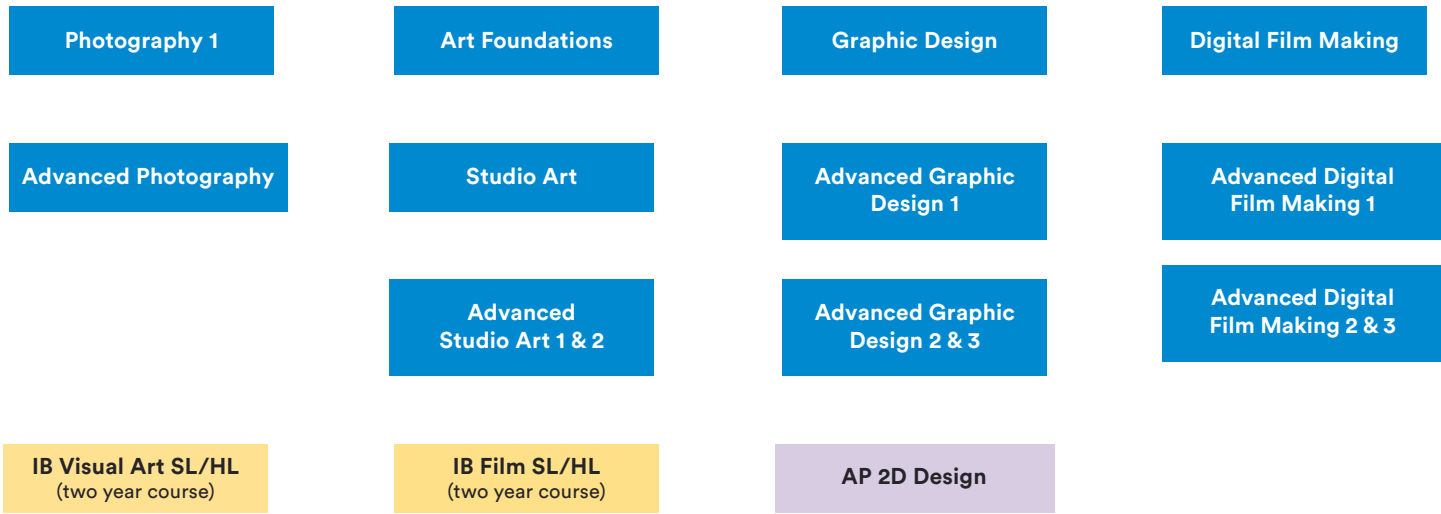 Photography 1
Art Foundations
Graphic Design
Digital Film Making
Advanced Photography
Studio Art
Advanced Graphic
Design 1
Advanced Digital
Film Making 1
Advanced
Studio Art 1 & 2
Advanced Graphic
Design 2 & 3
Advanced Digital
Film Making 2 & 3
IB Visual Art SL/HL
(two year course)
IB Film SL/HL
(two year course)
AP 2D Design